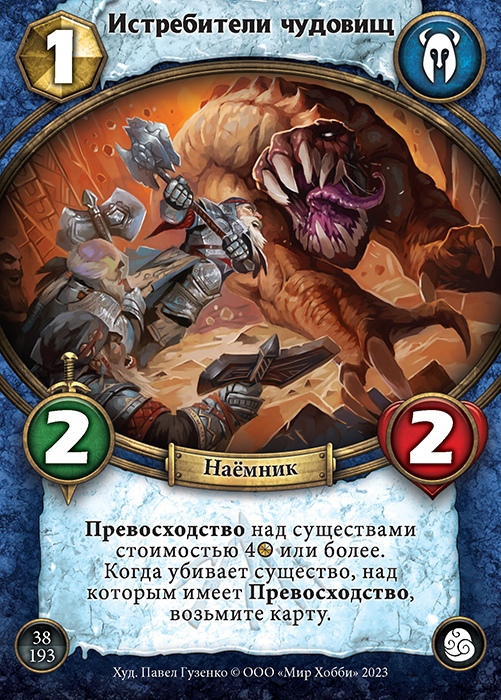 Истребители чудовищ
1
2
2
Наёмник
Превосходство над существами
стоимостью 4 или более.
Когда убивает существо, над
которым имеет Превосходство,
возьмите карту.
38
193
Худ. Павел Гузенко © ООО «Мир Хобби» 2023